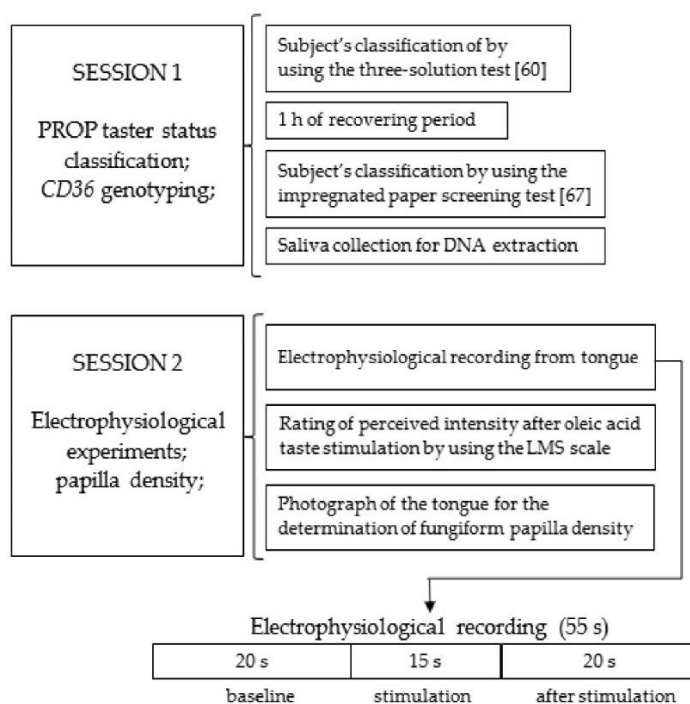 SESSION 1
PROP taster status
classification;
CD36 genotyping;
Subject's classification of by
using the three-solution test [60]
1 h of recovering period
Subject's classification by using the
impregnated paper screening test [67]
Saliva collection for DNA extraction
SESSION 2
Electrophysiological
experiments;
papilla density;
Electrophysiological recording from tongue
Rating of perceived intensity after oleic acid
taste stimulation by using the LMS scale
Photograph of the tongue for the
determination of fungiform papilla density
Electrophysiological recording (55 s)
20 s 15 s 20 s
baseline stimulation after stimulation